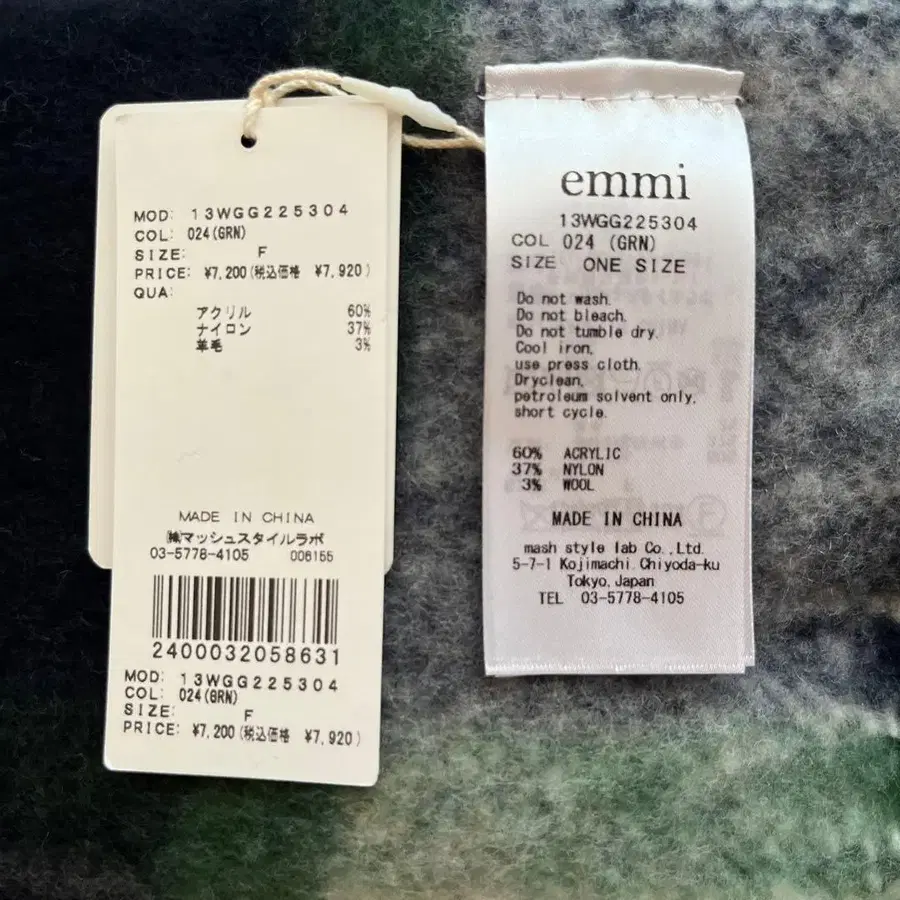 MOD: 13WGG225304
COL: 024(GRN)
SIZE: F
PRICE: ¥7,200(税込価格 ¥7,920)
QUA:
アクリル 60%
ナイロン 37%
羊毛 3%
MADE IN CHINA
㈱マッシュスタイルラボ
03-5778-4105 006155
2400032058631
MOD: 13WGG225304
COL: 024(GRN)
SIZE: F
PRICE: ¥7,200(税込価格 ¥7,920)
emmi
13WGG225304
COL 024 (GRN)
SIZE ONE SIZE
Do not wash.
Do not bleach.
Do not tumble dry.
Cool iron.
use press cloth.
Dryclean,
petroleum solvent only,
short cycle.
60% ACRYLIC
37% NYLON
3% WOOL
MADE IN CHINA
mash style lab Co.,Ltd.
5-7-1 Kojimachi Chiyoda-ku
Tokyo,Japan
TEL 03-5778-4105